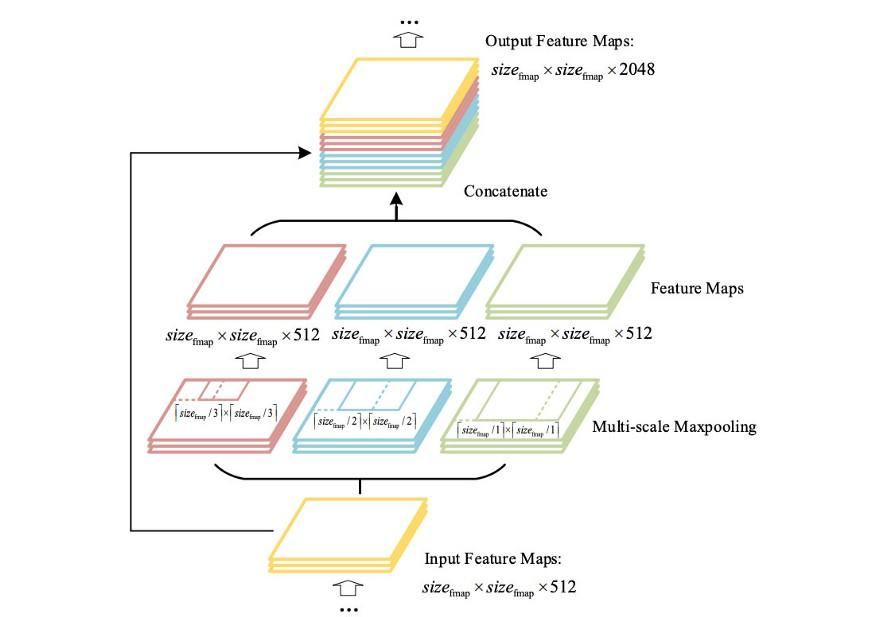 ...
Output Feature Maps:
size_fmap × size_fmap × 2048
Concatenate
Feature Maps
size_fmap × size_fmap × 512
size_fmap × size_fmap × 512
size_fmap × size_fmap × 512
⌈size_fmap / 3⌉×⌈size_fmap / 3⌉
⌈size_fmap / 2⌉×⌈size_fmap / 2⌉
⌈size_fmap / 1⌉×⌈size_fmap / 1⌉
Multi-scale Maxpooling
Input Feature Maps:
size_fmap × size_fmap × 512
...